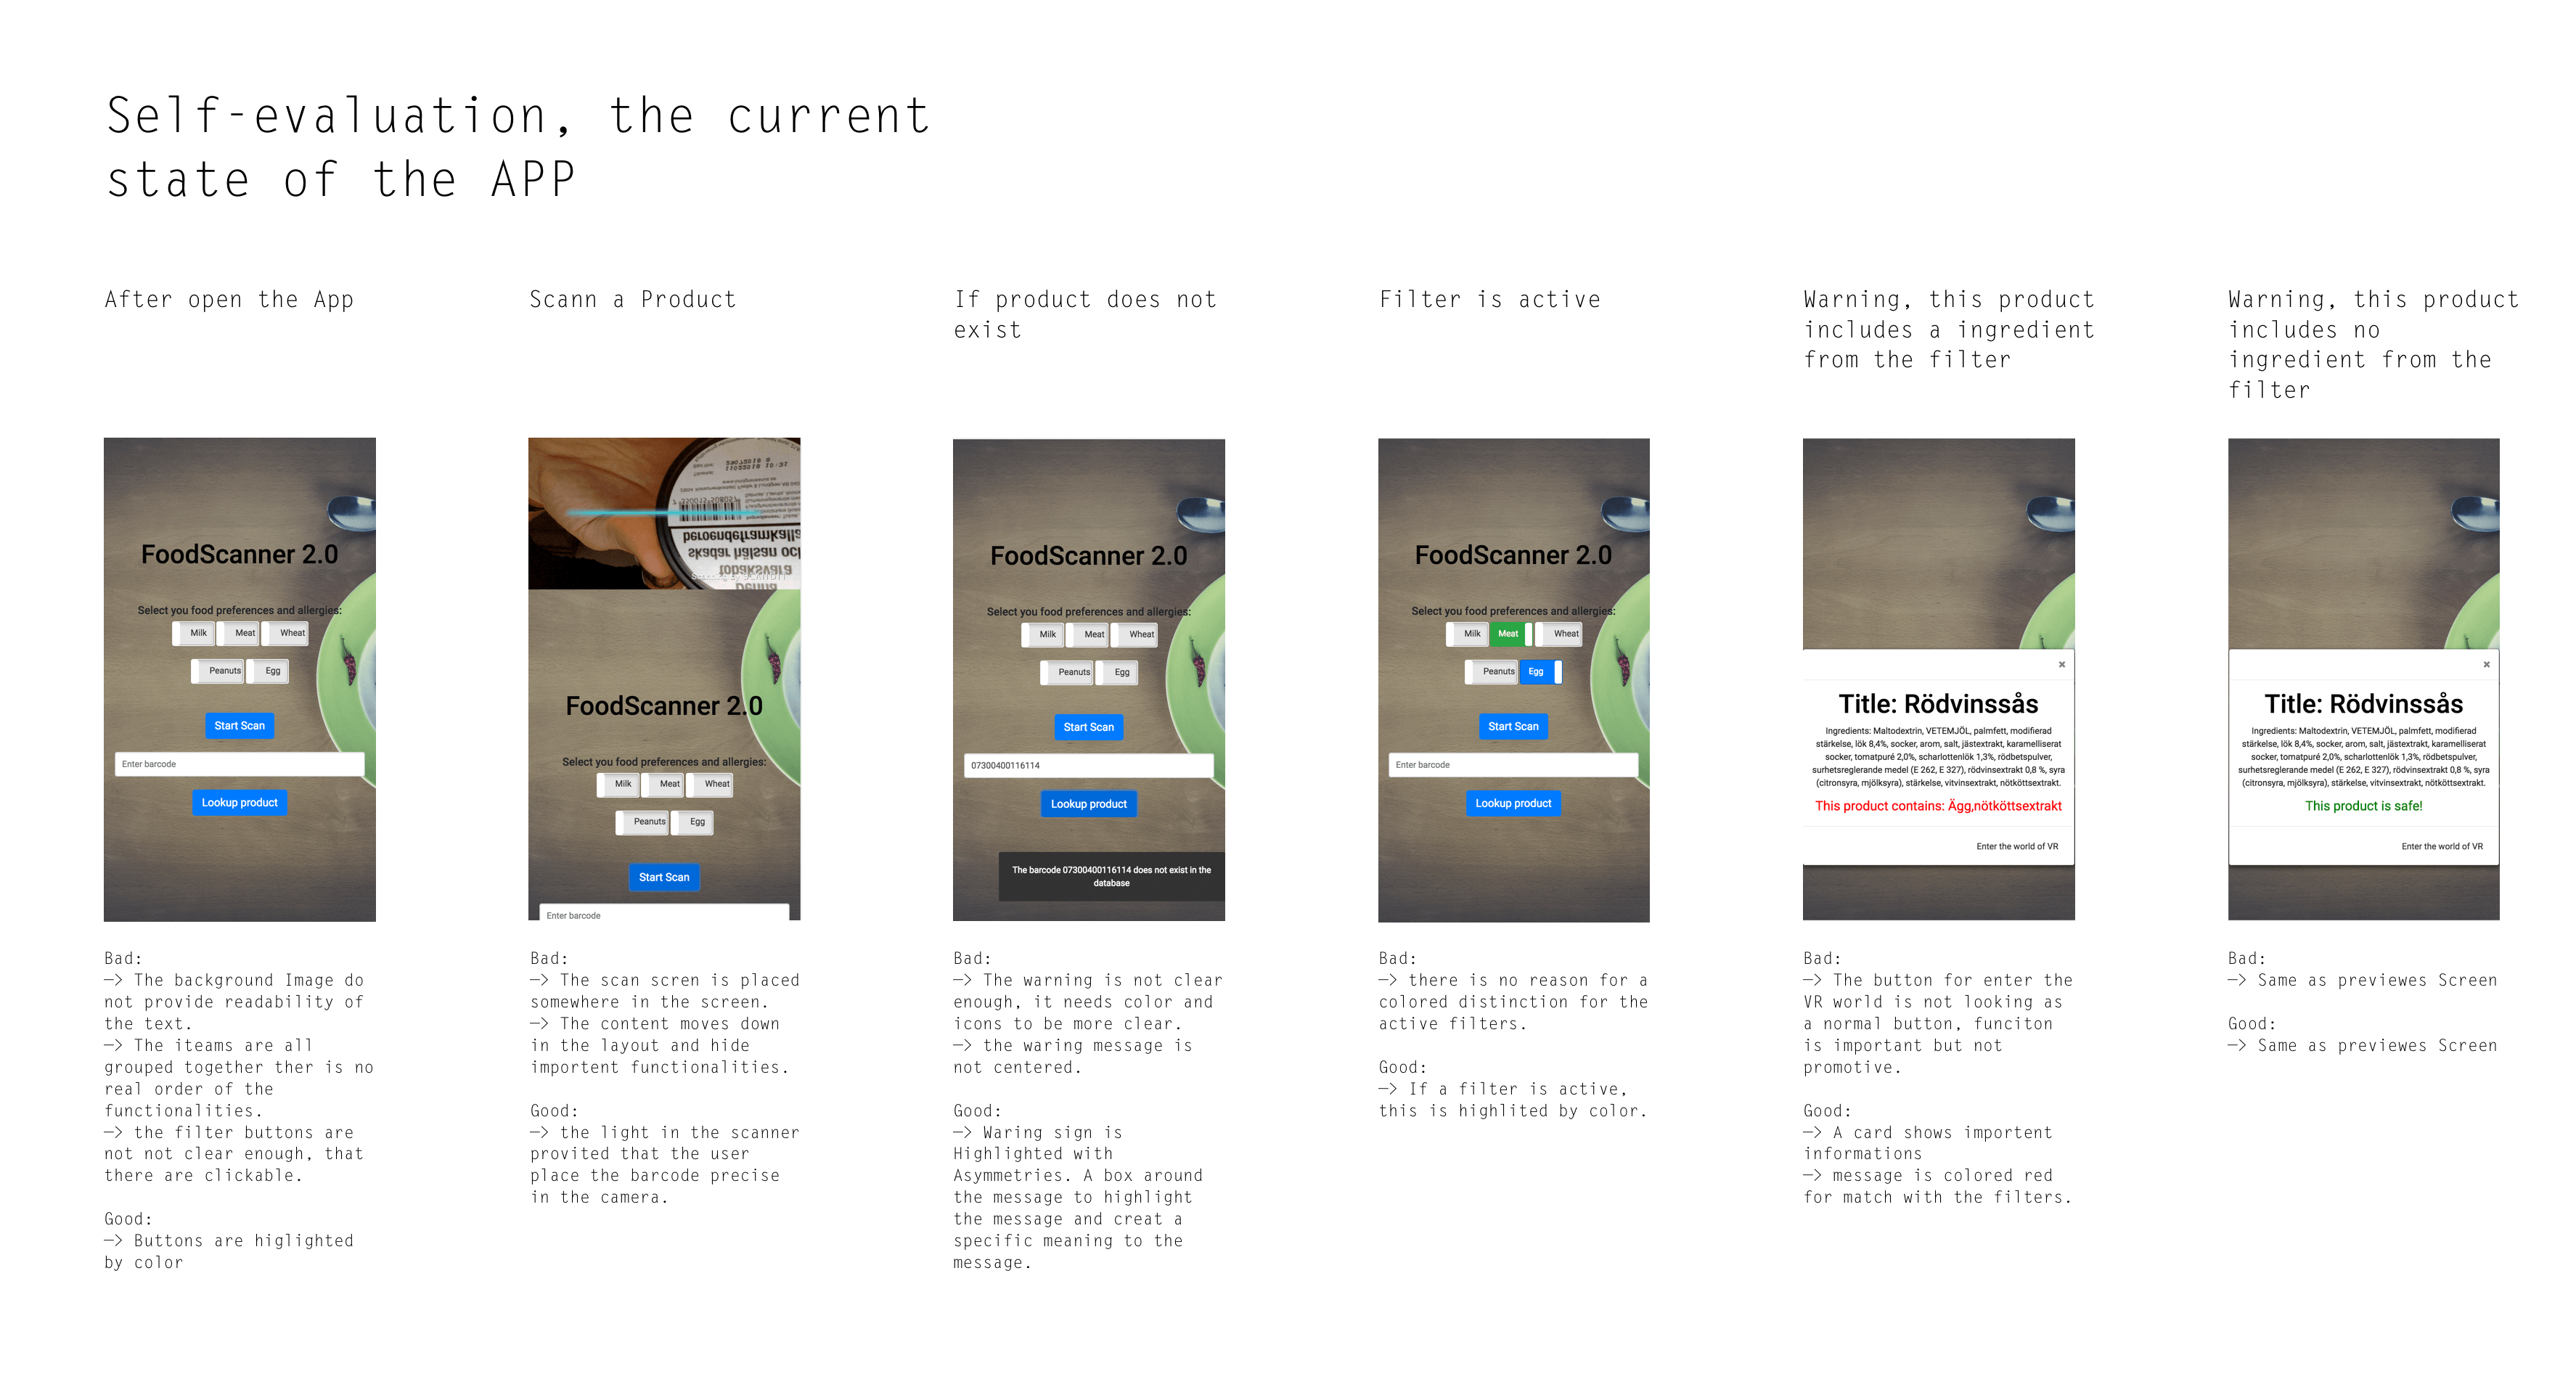 Self-evaluation, the current
state of the APP
After open the App
FoodScanner 2.0
Select you food preferences and allergies:
Milk Meat Wheat
Peanuts Egg
Start Scan
Enter barcode
Lookup product
Bad:
—> The background Image do
not provide readability of
the text.
—> The iteams are all
grouped together ther is no
real order of the
functionalities.
—> the filter buttons are
not not clear enough, that
there are clickable.
Good:
—> Buttons are higlighted
by color
Scann a Product
beroendeframkalla
skadar hälsan och
tobaksvara
Denna
FoodScanner 2.0
Select you food preferences and allergies:
Milk Meat Wheat
Peanuts Egg
Start Scan
Enter barcode
Bad:
—> The scan scren is placed
somewhere in the screen.
—> The content moves down
in the layout and hide
importent functionalities.
Good:
—> the light in the scanner
provited that the user
place the barcode precise
in the camera.
If product does not
exist
FoodScanner 2.0
Select you food preferences and allergies:
Milk Meat Wheat
Peanuts Egg
Start Scan
07300400116114
Lookup product
The barcode 07300400116114 does not exist in the
database
Bad:
—> The warning is not clear
enough, it needs color and
icons to be more clear.
—> the waring message is
not centered.
Good:
—> Waring sign is
Highlighted with
Asymmetries. A box around
the message to highlight
the message and creat a
specific meaning to the
message.
Filter is active
FoodScanner 2.0
Select you food preferences and allergies:
Milk Meat Wheat
Peanuts Egg
Start Scan
Enter barcode
Lookup product
Bad:
—> there is no reason for a
colored distinction for the
active filters.
Good:
—> If a filter is active,
this is highlited by color.
Warning, this product
includes a ingredient
from the filter
×
Title: Rödvinssås
Ingredients: Maltodextrin, VETEMJÖL, palmfett, modifierad
stärkelse, lök 8,4%, socker, arom, salt, jästextrakt, karamelliserat
socker, tomatpuré 2,0%, scharlottenlök 1,3%, rödbetspulver,
surhetsreglerande medel (E 262, E 327), rödvinsextrakt 0,8 %, syra
(citronsyra, mjölksyra), stärkelse, vitvinsextrakt, nötköttsextrakt.
This product contains: Ägg,nötköttsextrakt
Enter the world of VR
Bad:
—> The button for enter the
VR world is not looking as
a normal button, funciton
is important but not
promotive.
Good:
—> A card shows importent
informations
—> message is colored red
for match with the filters.
Warning, this product
includes no
ingredient from the
filter
×
Title: Rödvinssås
Ingredients: Maltodextrin, VETEMJÖL, palmfett, modifierad
stärkelse, lök 8,4%, socker, arom, salt, jästextrakt, karamelliserat
socker, tomatpuré 2,0%, scharlottenlök 1,3%, rödbetspulver,
surhetsreglerande medel (E 262, E 327), rödvinsextrakt 0,8 %, syra
(citronsyra, mjölksyra), stärkelse, vitvinsextrakt, nötköttsextrakt.
This product is safe!
Enter the world of VR
Bad:
—> Same as previewes Screen
Good:
—> Same as previewes Screen